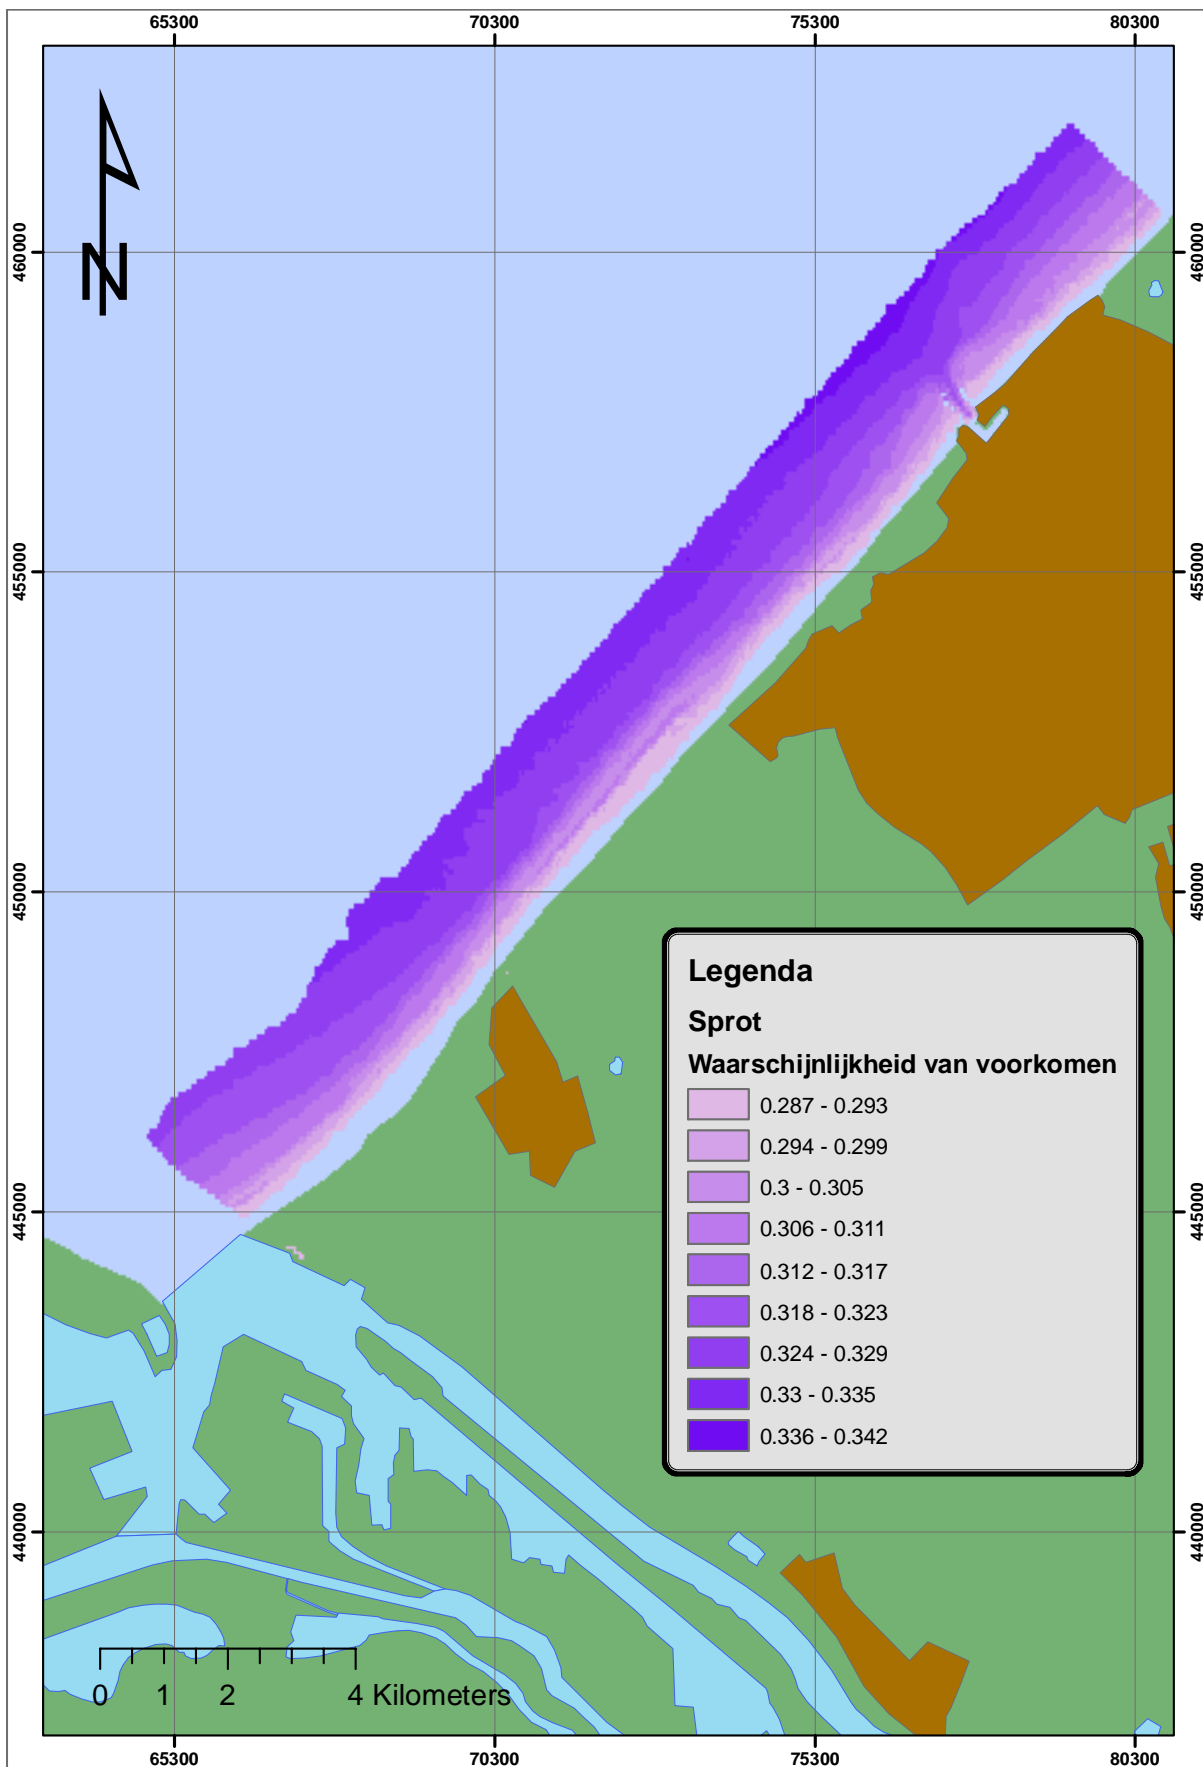 65300 70300 75300 80300
N
460000 460000
455000 455000
450000 450000
Legenda
Sprot
Waarschijnlijkheid van voorkomen
0.287 - 0.293
0.294 - 0.299
0.3 - 0.305
0.306 - 0.311
0.312 - 0.317
0.318 - 0.323
0.324 - 0.329
0.33 - 0.335
0.336 - 0.342
445000 445000
440000 440000
0 1 2 4 Kilometers
65300 70300 75300 80300